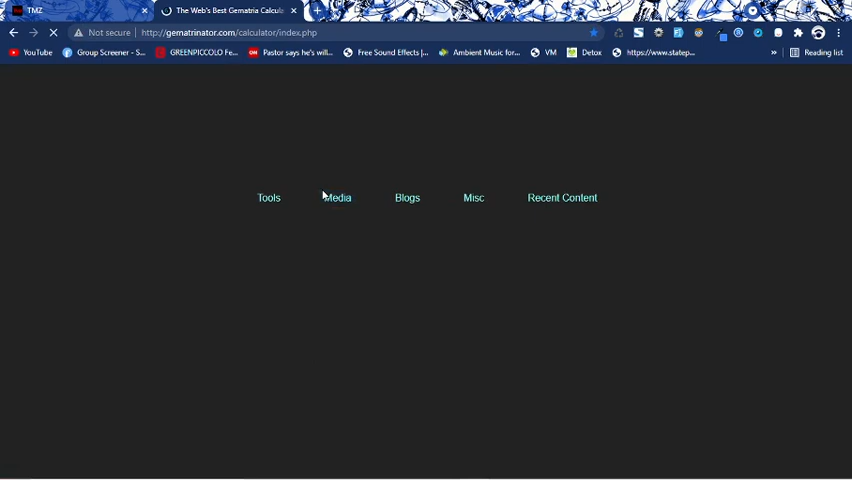 TMZ
The Web's Best Gematria Calcula
Not secure | http://gematrinator.com/calculator/index.php
YouTube
Group Screener - S...
GREENPICCOLO Fe...
Pastor says he's will...
Free Sound Effects |...
Ambient Music for...
VM
Detox
https://www.statep...
»
Reading list
Tools
Media
Blogs
Misc
Recent Content